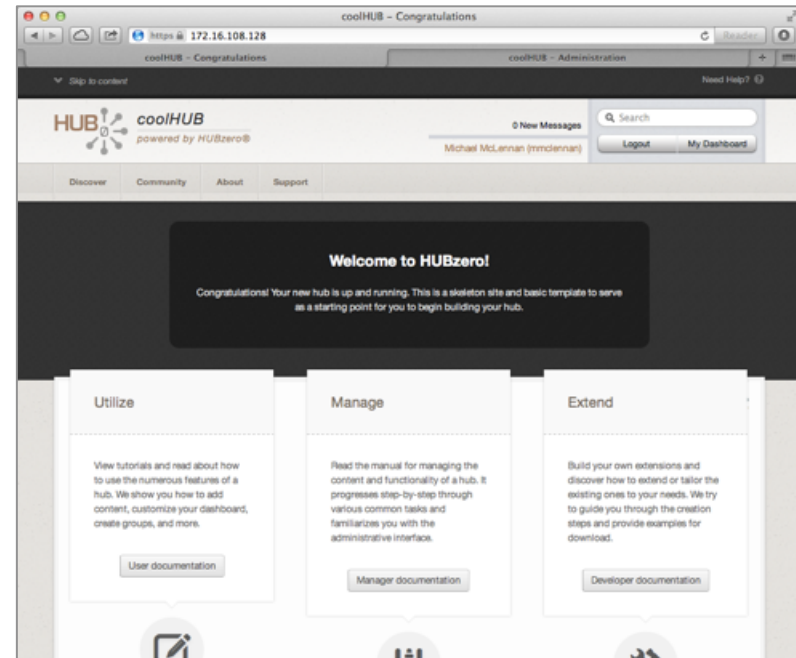 coolHUB – Congratulations
https 172.16.108.128
Reader
coolHUB – Congratulations
coolHUB – Administration
Skip to content
Need Help?
HUB
0
coolHUB
powered by HUBzero®
0 New Messages
Michael McLennan (mmclennan)
Search
Logout
My Dashboard
Discover
Community
About
Support
Welcome to HUBzero!
Congratulations! Your new hub is up and running. This is a skeleton site and basic template to serve
as a starting point for you to begin building your hub.
Utilize
View tutorials and read about how
to use the numerous features of a
hub. We show you how to add
content, customize your dashboard,
create groups, and more.
User documentation
Manage
Read the manual for managing the
content and functionality of a hub. It
progresses step-by-step through
various common tasks and
familiarizes you with the
administrative interface.
Manager documentation
Extend
Build your own extensions and
discover how to extend or tailor the
existing ones to your needs. We try
to guide you through the creation
steps and provide examples for
download.
Developer documentation